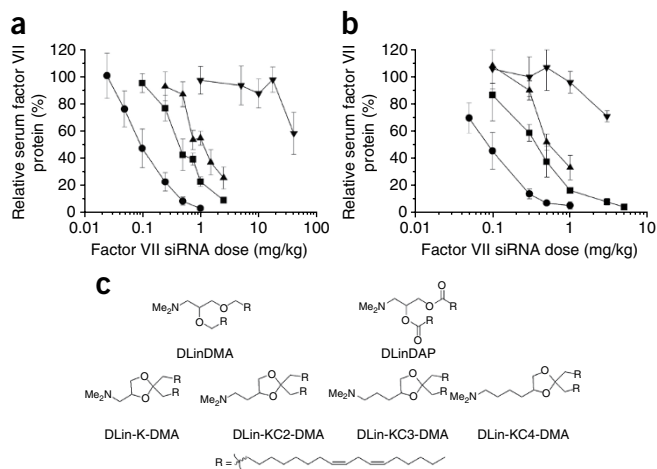 a
b
Relative serum factor VII
protein (%)
120
100
80
60
40
20
0
0.01 0.1 1.0 10 100
Factor VII siRNA dose (mg/kg)
Relative serum factor VII
protein (%)
120
100
80
60
40
20
0
0.01 0.1 1.0 10
Factor VII siRNA dose (mg/kg)
c
Me2N O O R R
DLinDMA
Me2N O O O O R R
DLinDAP
Me2N O O R R
DLin-K-DMA
Me2N O O R R
DLin-KC2-DMA
Me2N O O R R
DLin-KC3-DMA
Me2N O O R R
DLin-KC4-DMA
R =